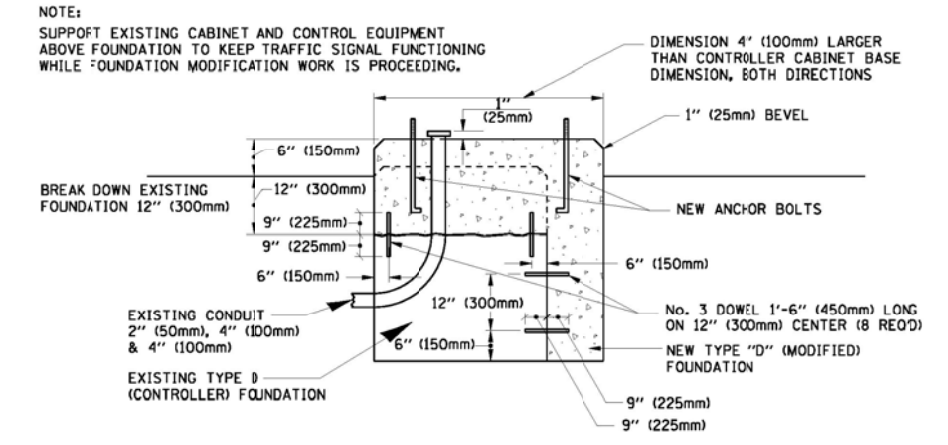 NOTE:
SUPPORT EXISTING CABINET AND CONTROL EQUIPMENT
ABOVE FOUNDATION TO KEEP TRAFFIC SIGNAL FUNCTIONING
WHILE FOUNDATION MODIFICATION WORK IS PROCEEDING.
DIMENSION 4' (100mm) LARGER
THAN CONTROLLER CABINET BASE
DIMENSION, BOTH DIRECTIONS
1"
(25mm)
1" (25mm) BEVEL
6" (150mm)
BREAK DOWN EXISTING
FOUNDATION 12" (300mm)
12" (300mm)
9" (225mm)
9" (225mm)
6" (150mm)
NEW ANCHOR BOLTS
6" (150mm)
EXISTING CONDUIT
2" (50mm), 4" (100mm)
& 4" (100mm)
12" (300mm)
6" (150mm)
No. 3 DOWEL 1'-6" (450mm) LONG
ON 12" (300mm) CENTER (8 REQ'D)
NEW TYPE "D" (MODIFIED)
FOUNDATION
EXISTING TYPE D
(CONTROLLER) FOUNDATION
9" (225mm)
9" (225mm)